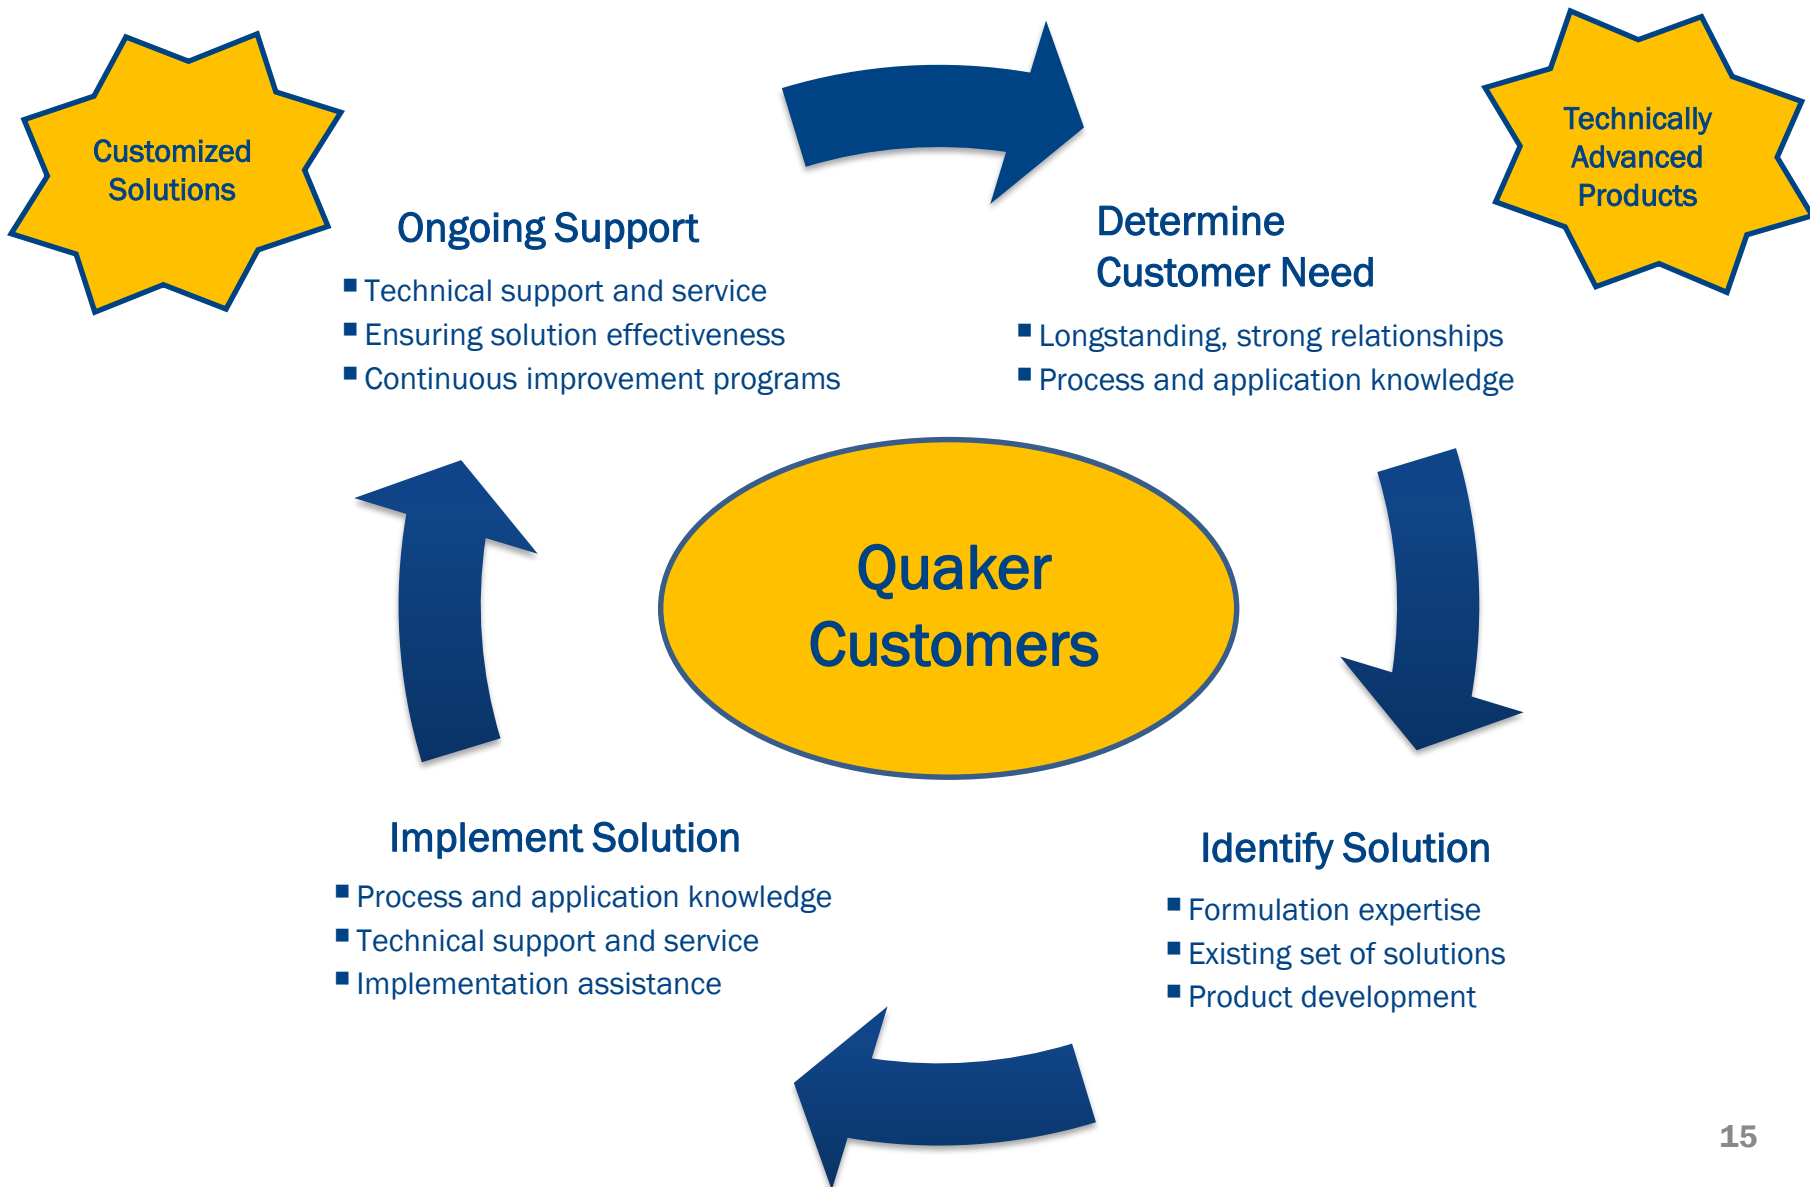 Customized
Solutions
Technically
Advanced
Products
Ongoing Support
■ Technical support and service
■ Ensuring solution effectiveness
■ Continuous improvement programs
Determine
Customer Need
■ Longstanding, strong relationships
■ Process and application knowledge
Quaker
Customers
Implement Solution
■ Process and application knowledge
■ Technical support and service
■ Implementation assistance
Identify Solution
■ Formulation expertise
■ Existing set of solutions
■ Product development
15